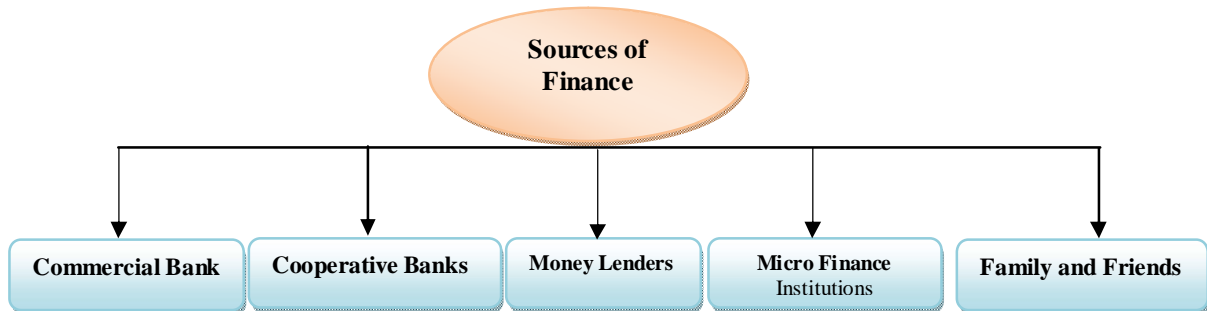 Sources of
Finance
Commercial Bank
Cooperative Banks
Money Lenders
Micro Finance
Institutions
Family and Friends